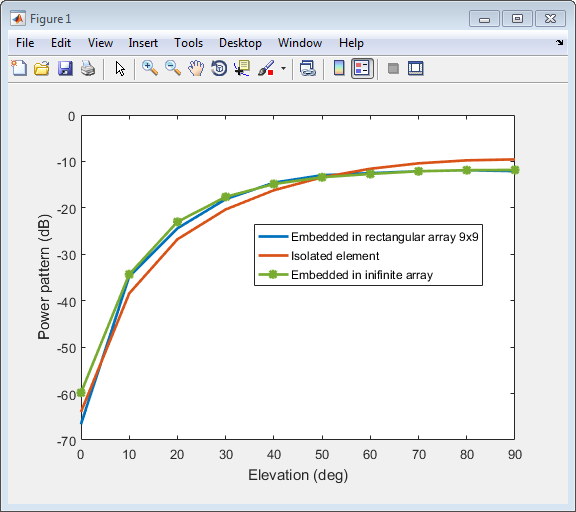 Figure 1
File Edit View Insert Tools Desktop Window Help
0
-10
-20
-30
-40
-50
-60
-70
Power pattern (dB)
Embedded in rectangular array 9x9
Isolated element
Embedded in inifinite array
0 10 20 30 40 50 60 70 80 90
Elevation (deg)